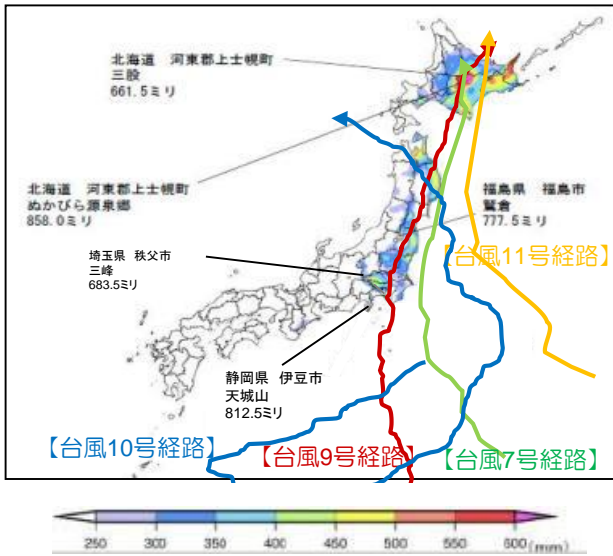 北海道　河東郡上士幌町
三股
661.5ミリ
北海道　河東郡上士幌町
ぬかびら源泉郷
858.0ミリ
福島県　福島市
鷲倉
777.5ミリ
【台風11号経路】
埼玉県 秩父市
三峰
683.5ミリ
静岡県　伊豆市
天城山
812.5ミリ
【台風10号経路】
【台風9号経路】
【台風7号経路】
250 300 350 400 450 500 550 600 (mm)